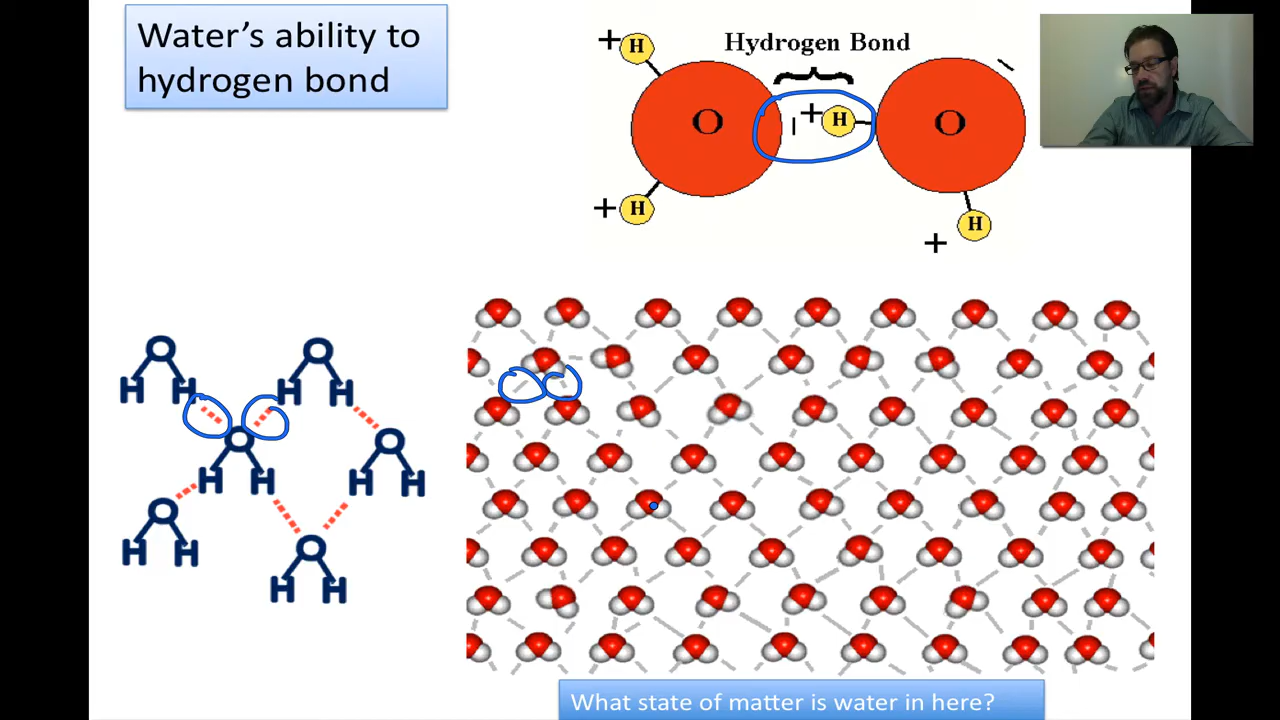 Water's ability to
hydrogen bond
Hydrogen Bond
+ H
O
- + H
O
-
+ H
H
+
O
H H
O
H H
O
H H
O
H H
O
H H
O
H H
What state of matter is water in here?